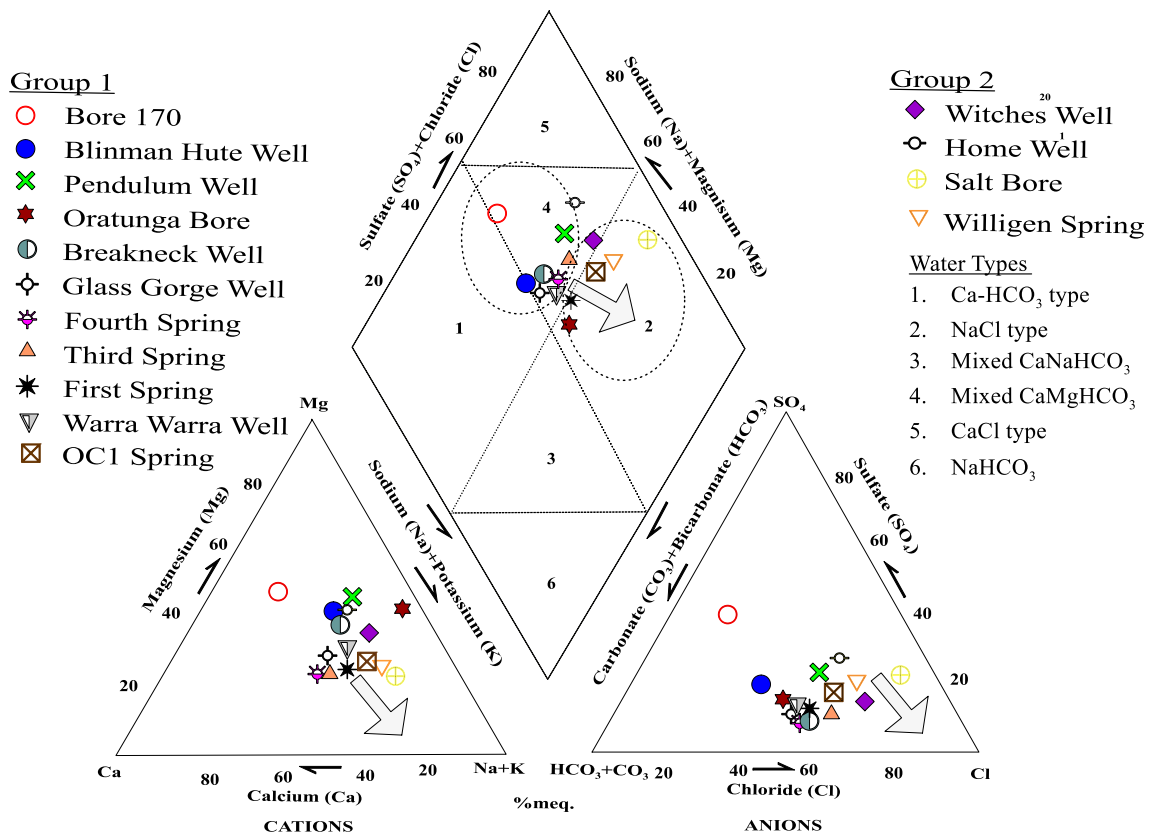 Group 1
Bore 170
Blinman Hute Well
Pendulum Well
Oratunga Bore
Breakneck Well
Glass Gorge Well
Fourth Spring
Third Spring
First Spring
Warra Warra Well
OC1 Spring
Group 2
20
Witches Well
1
Home Well
Salt Bore
Willigen Spring
Water Types
1. Ca-HCO3 type
2. NaCl type
3. Mixed CaNaHCO3
4. Mixed CaMgHCO3
5. CaCl type
6. NaHCO3
Sulfate (SO4)+Chloride (Cl)
80
60
40
20
Sodium (Na)+Magnisum (Mg)
80
60
40
20
5
4
1
2
3
6
Sodium (Na)+Potassium (K)
Carbonate (CO3)+Bicarbonate (HCO3)
Mg
Magnesium (Mg)
80
60
40
20
Ca
80
60
40
20
Na+K
Calcium (Ca)
CATIONS
%meq.
SO4
Sulfate (SO4)
80
60
40
20
HCO3+CO3
20
40
60
80
Cl
Chloride (Cl)
ANIONS